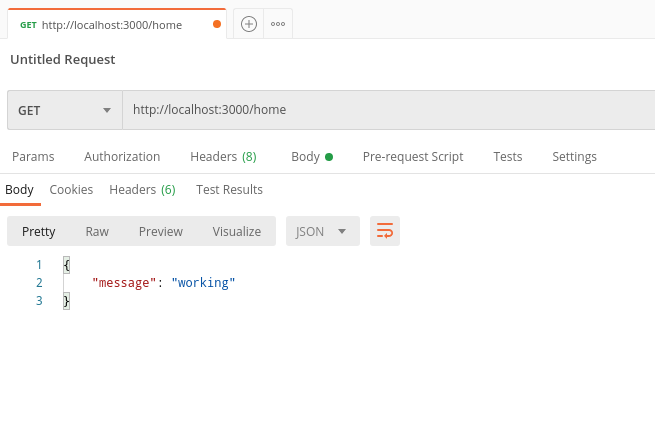 GET http://localhost:3000/home
Untitled Request
GET http://localhost:3000/home
Params Authorization Headers (8) Body Pre-request Script Tests Settings
Body Cookies Headers (6) Test Results
Pretty Raw Preview Visualize JSON
1 {
2 "message": "working"
3 }